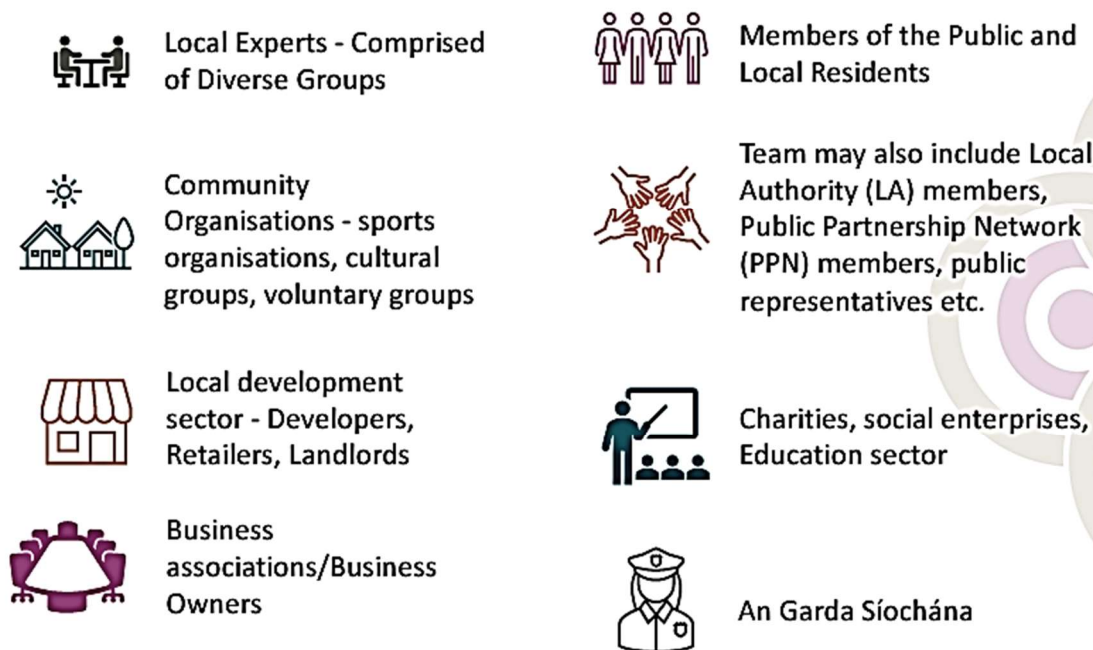 Local Experts - Comprised
of Diverse Groups
Community
Organisations - sports
organisations, cultural
groups, voluntary groups
Local development
sector - Developers,
Retailers, Landlords
Business
associations/Business
Owners
Members of the Public and
Local Residents
Team may also include Local
Authority (LA) members,
Public Partnership Network
(PPN) members, public
representatives etc.
Charities, social enterprises,
Education sector
An Garda Síochána